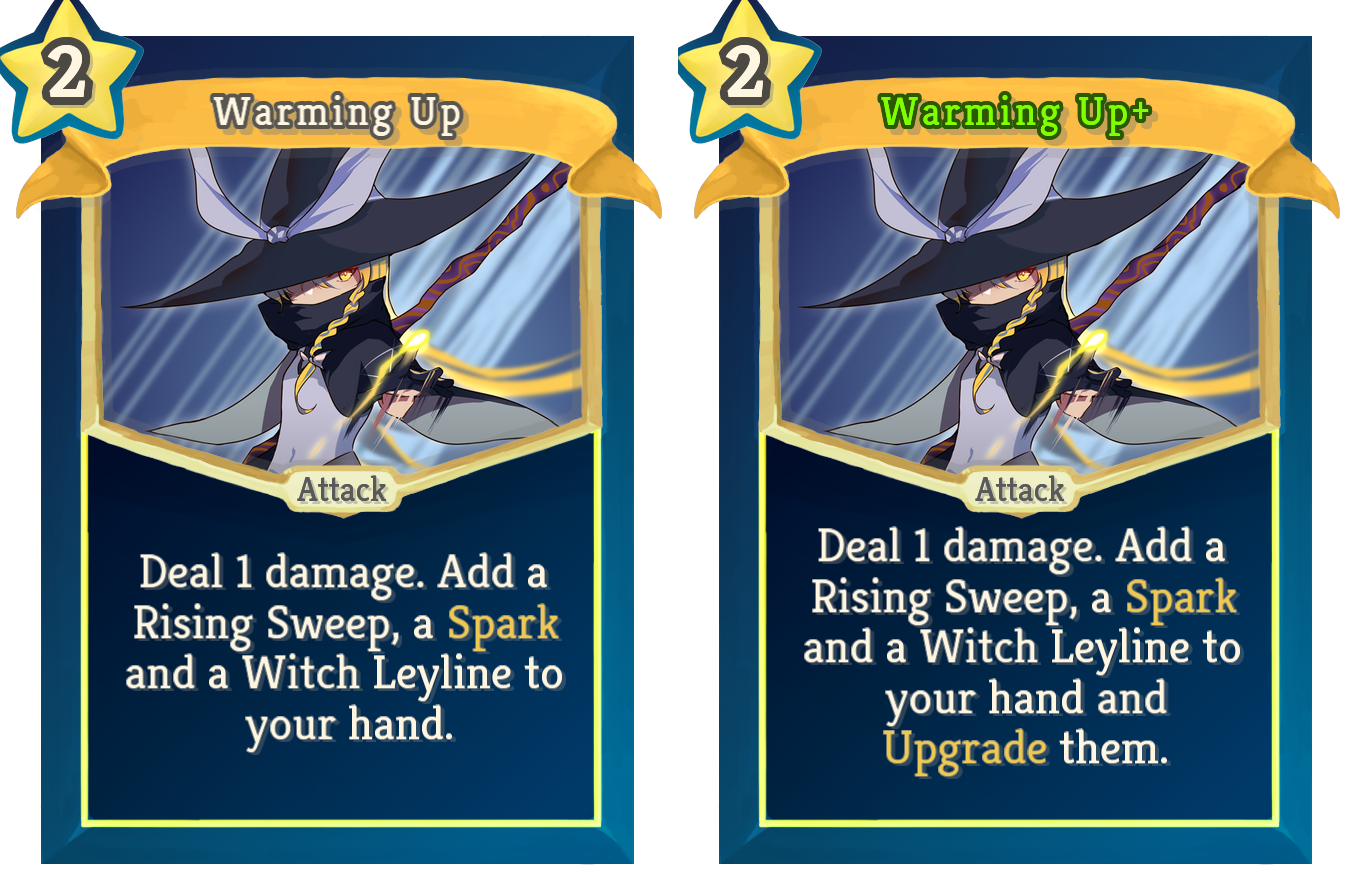 2
Warming Up
Attack
Deal 1 damage. Add a
Rising Sweep, a Spark
and a Witch Leyline to
your hand.
2
Warming Up+
Attack
Deal 1 damage. Add a
Rising Sweep, a Spark
and a Witch Leyline to
your hand and
Upgrade them.